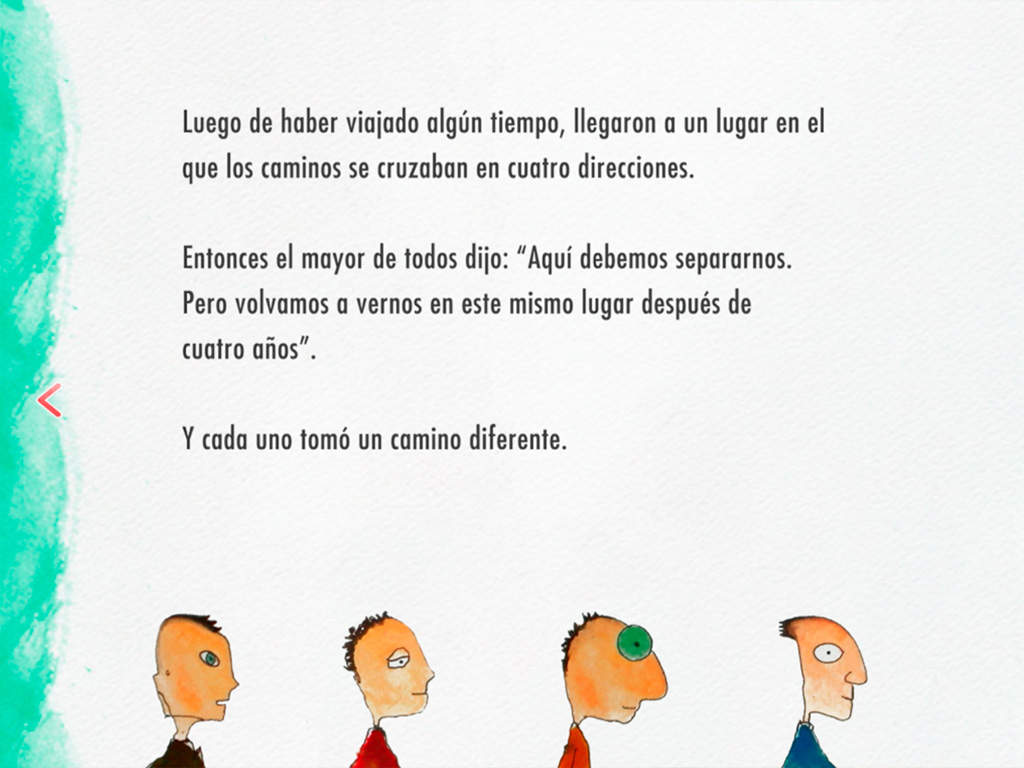 Luego de haber viajado algún tiempo, llegaron a un lugar en el
que los caminos se cruzaban en cuatro direcciones.
Entonces el mayor de todos dijo: “Aquí debemos separarnos.
Pero volvamos a vernos en este mismo lugar después de
cuatro años”.
Y cada uno tomó un camino diferente.